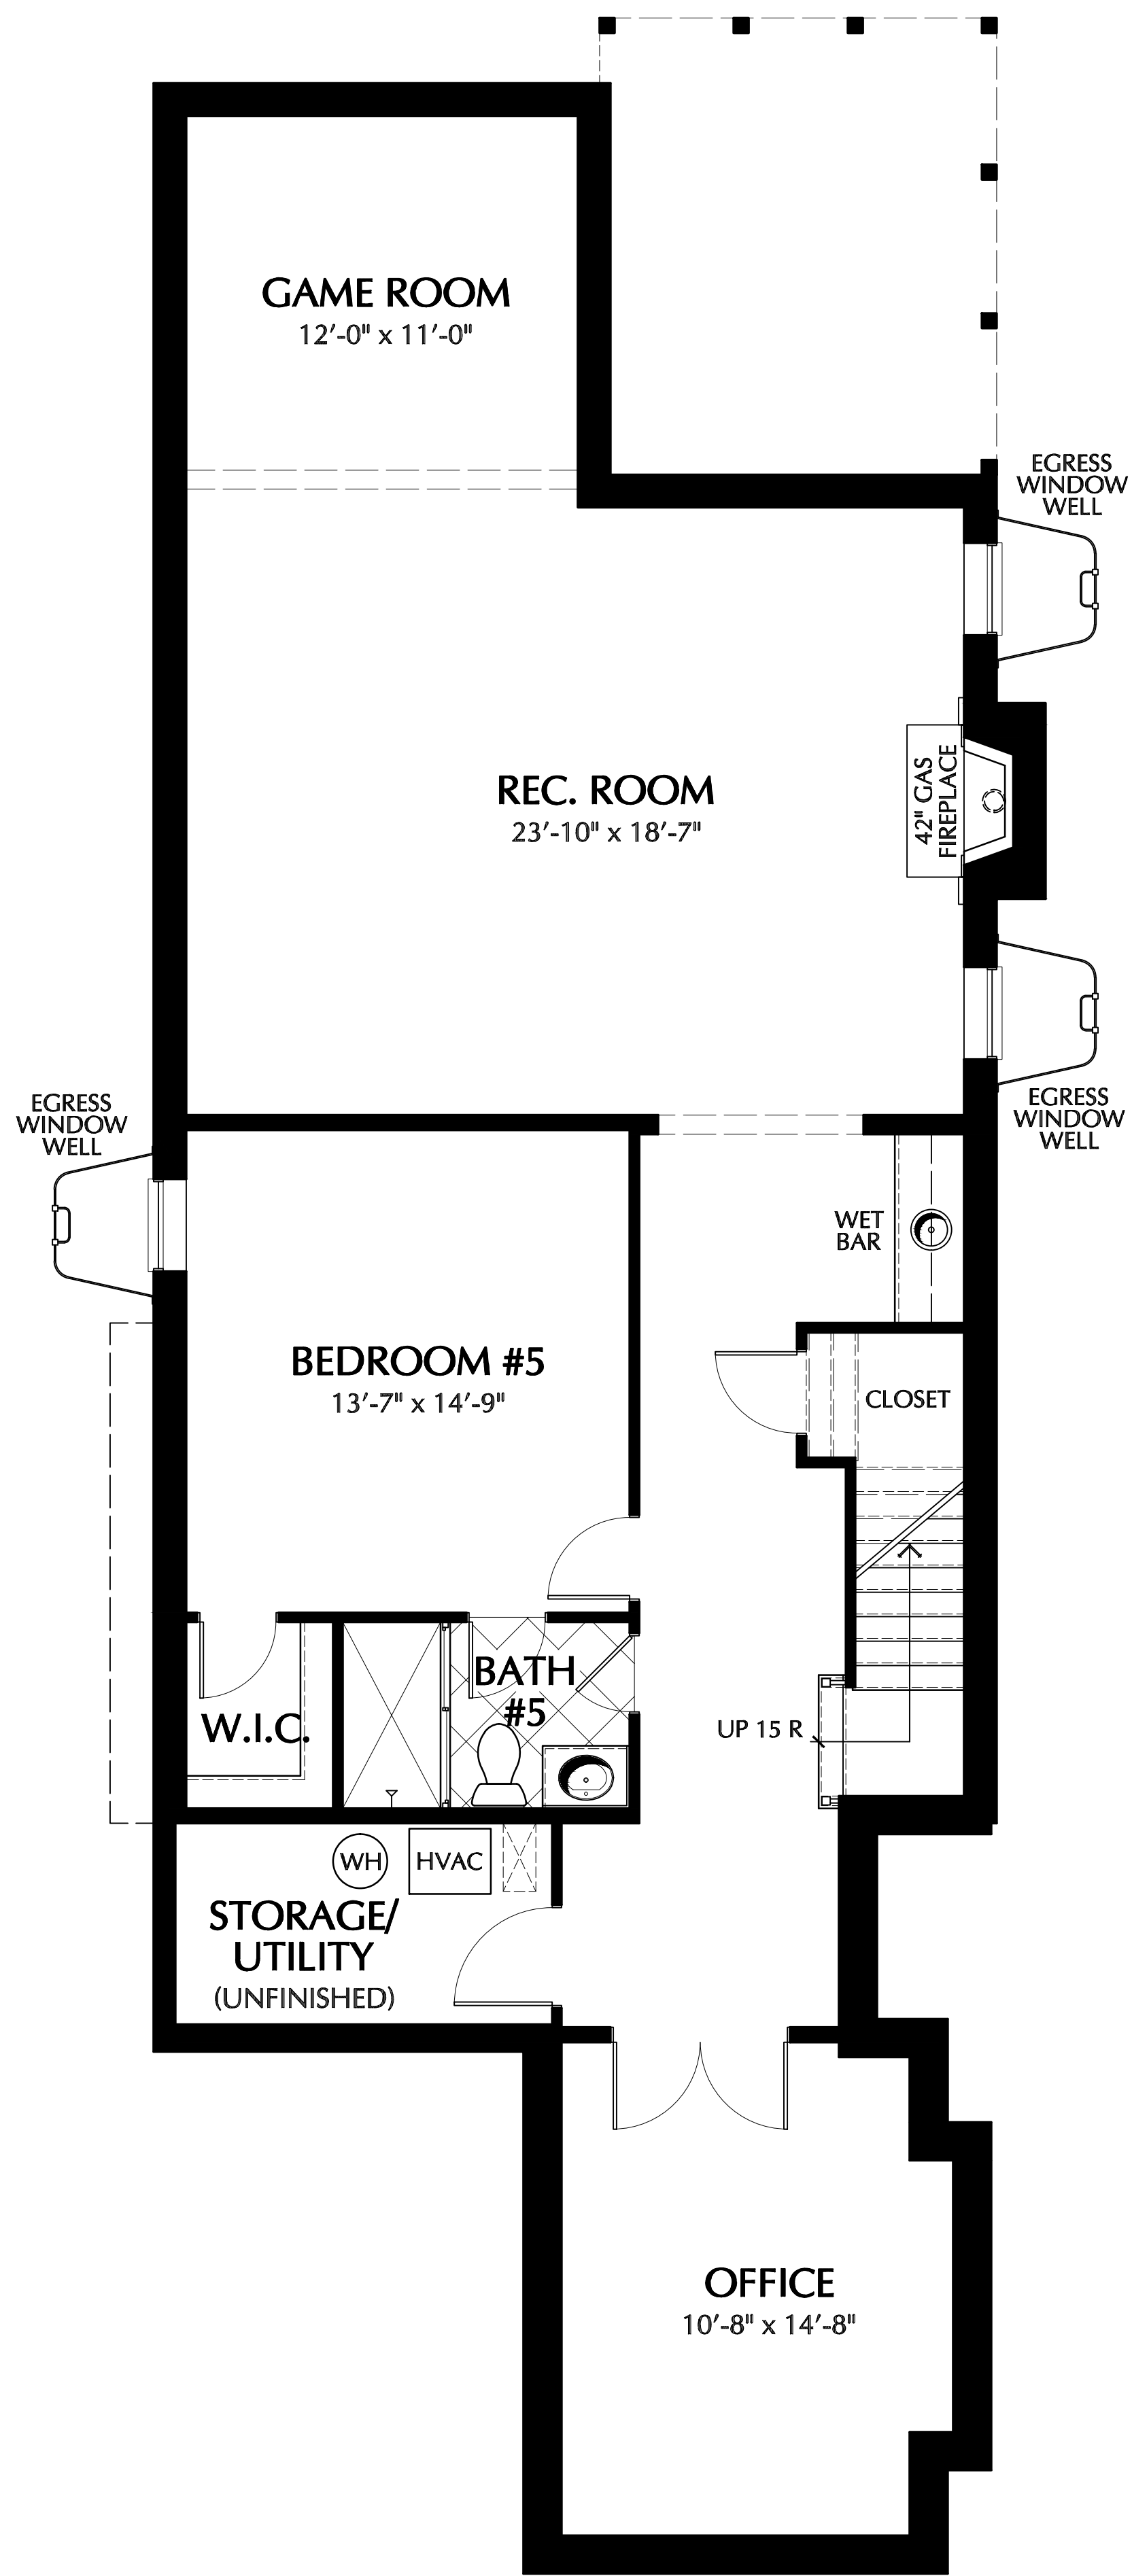 GAME ROOM
12'-0" x 11'-0"
EGRESS
WINDOW
WELL
REC. ROOM
23'-10" x 18'-7"
42" GAS
FIREPLACE
EGRESS
WINDOW
WELL
EGRESS
WINDOW
WELL
WET
BAR
BEDROOM #5
13'-7" x 14'-9"
CLOSET
BATH
#5
W.I.C.
UP 15 R
WH
HVAC
STORAGE/
UTILITY
(UNFINISHED)
OFFICE
10'-8" x 14'-8"